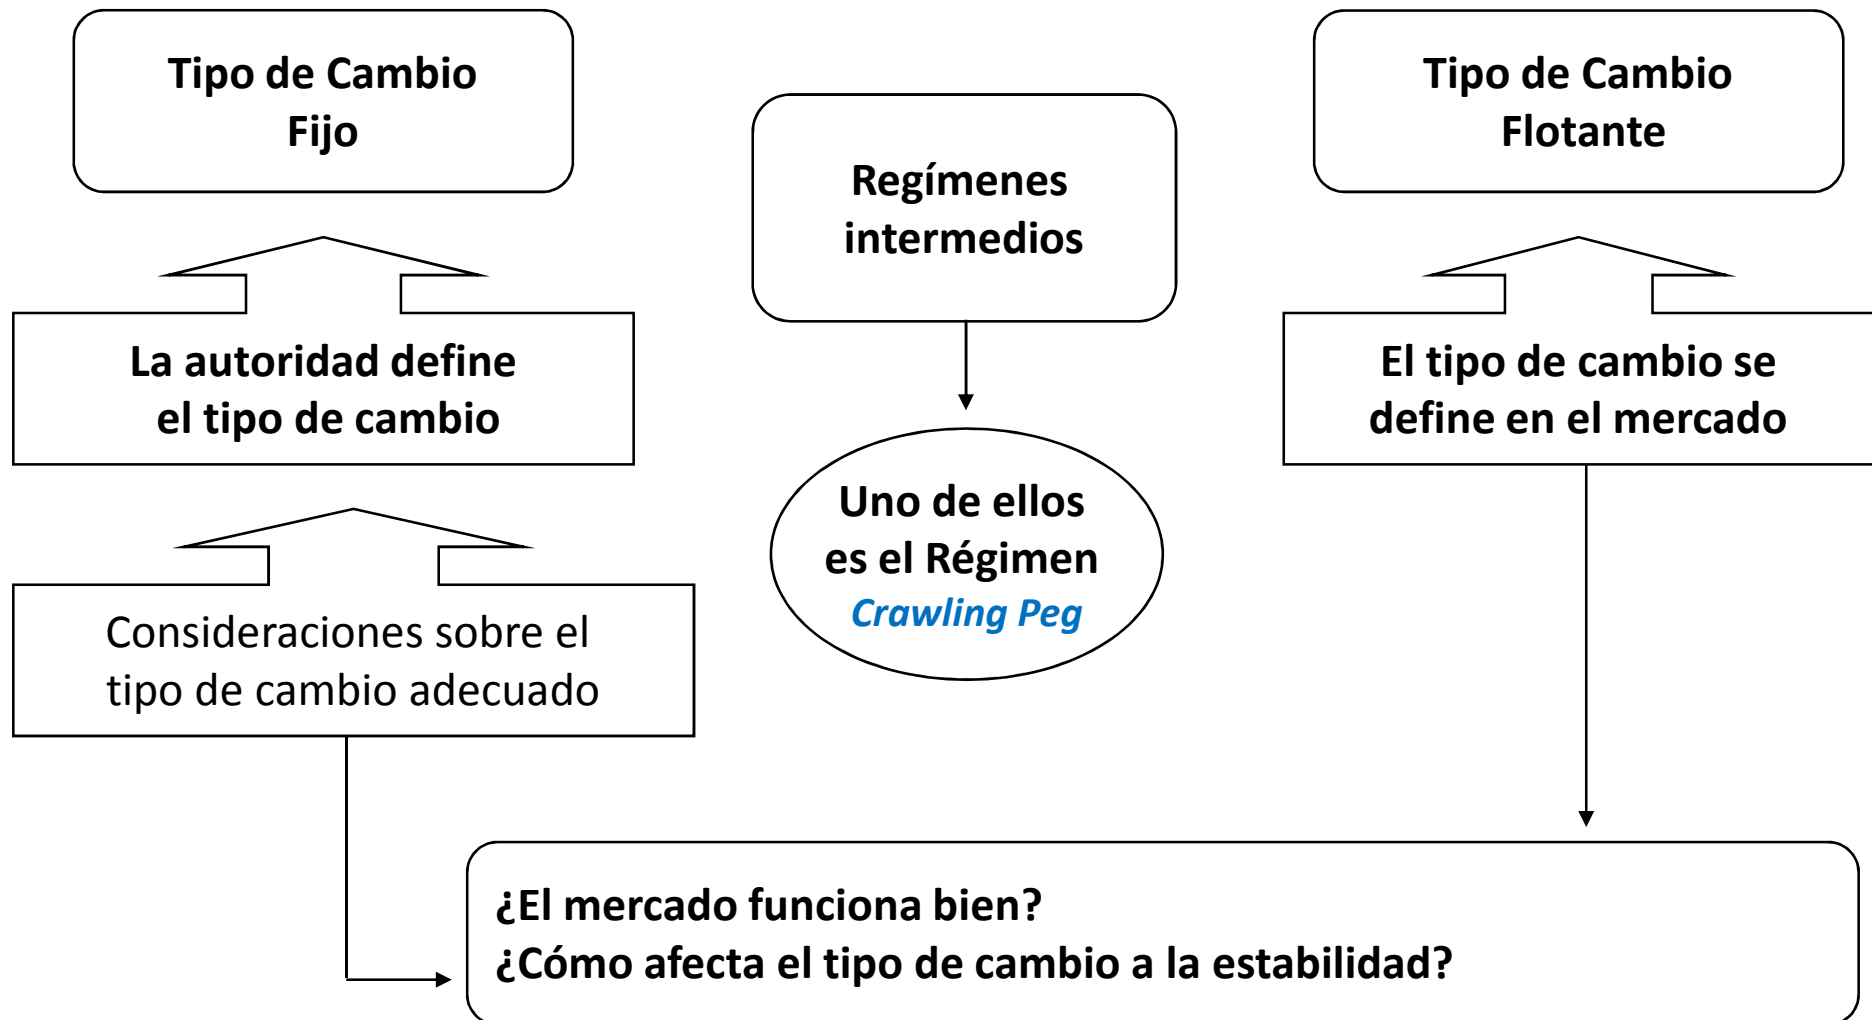 Tipo de Cambio
Fijo
Regímenes
intermedios
Tipo de Cambio
Flotante
La autoridad define
el tipo de cambio
El tipo de cambio se
define en el mercado
Uno de ellos
es el Régimen
Crawling Peg
Consideraciones sobre el
tipo de cambio adecuado
¿El mercado funciona bien?
¿Cómo afecta el tipo de cambio a la estabilidad?